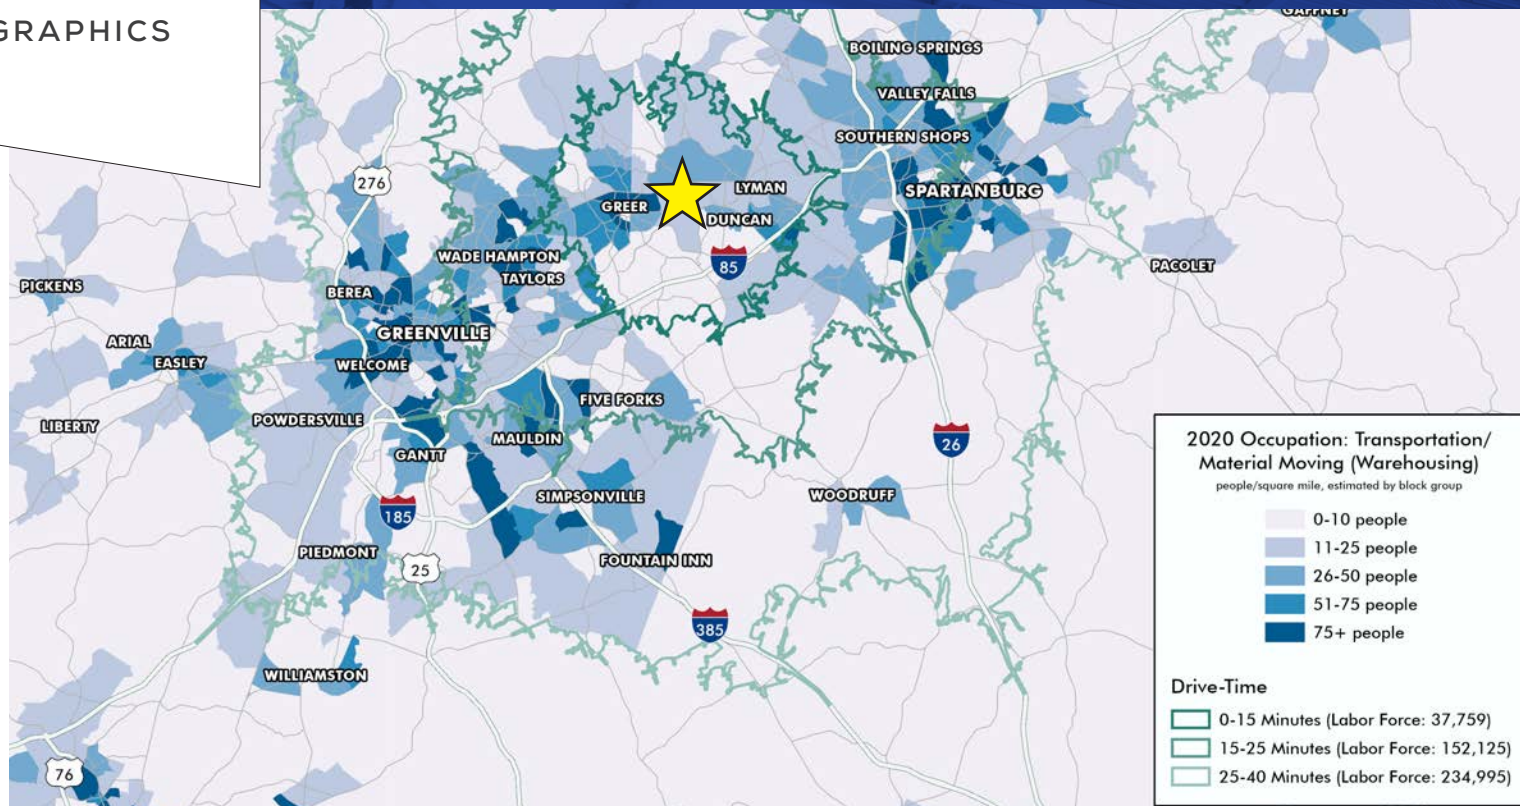 GRAPHICS
GAFFNEY
BOILING SPRINGS
VALLEY FALLS
SOUTHERN SHOPS
276
LYMAN
SPARTANBURG
GREER
DUNCAN
WADE HAMPTON
85
PACOLET
TAYLORS
PICKENS
BEREA
GREENVILLE
ARIAL
EASLEY
WELCOME
FIVE FORKS
POWDERSVILLE
LIBERTY
MAULDIN
26
GANTT
SIMPSONVILLE
WOODRUFF
185
PIEDMONT
FOUNTAIN INN
25
385
WILLIAMSTON
76
2020 Occupation: Transportation/
Material Moving (Warehousing)
people/square mile, estimated by block group
0-10 people
11-25 people
26-50 people
51-75 people
75+ people
Drive-Time
0-15 Minutes (Labor Force: 37,759)
15-25 Minutes (Labor Force: 152,125)
25-40 Minutes (Labor Force: 234,995)